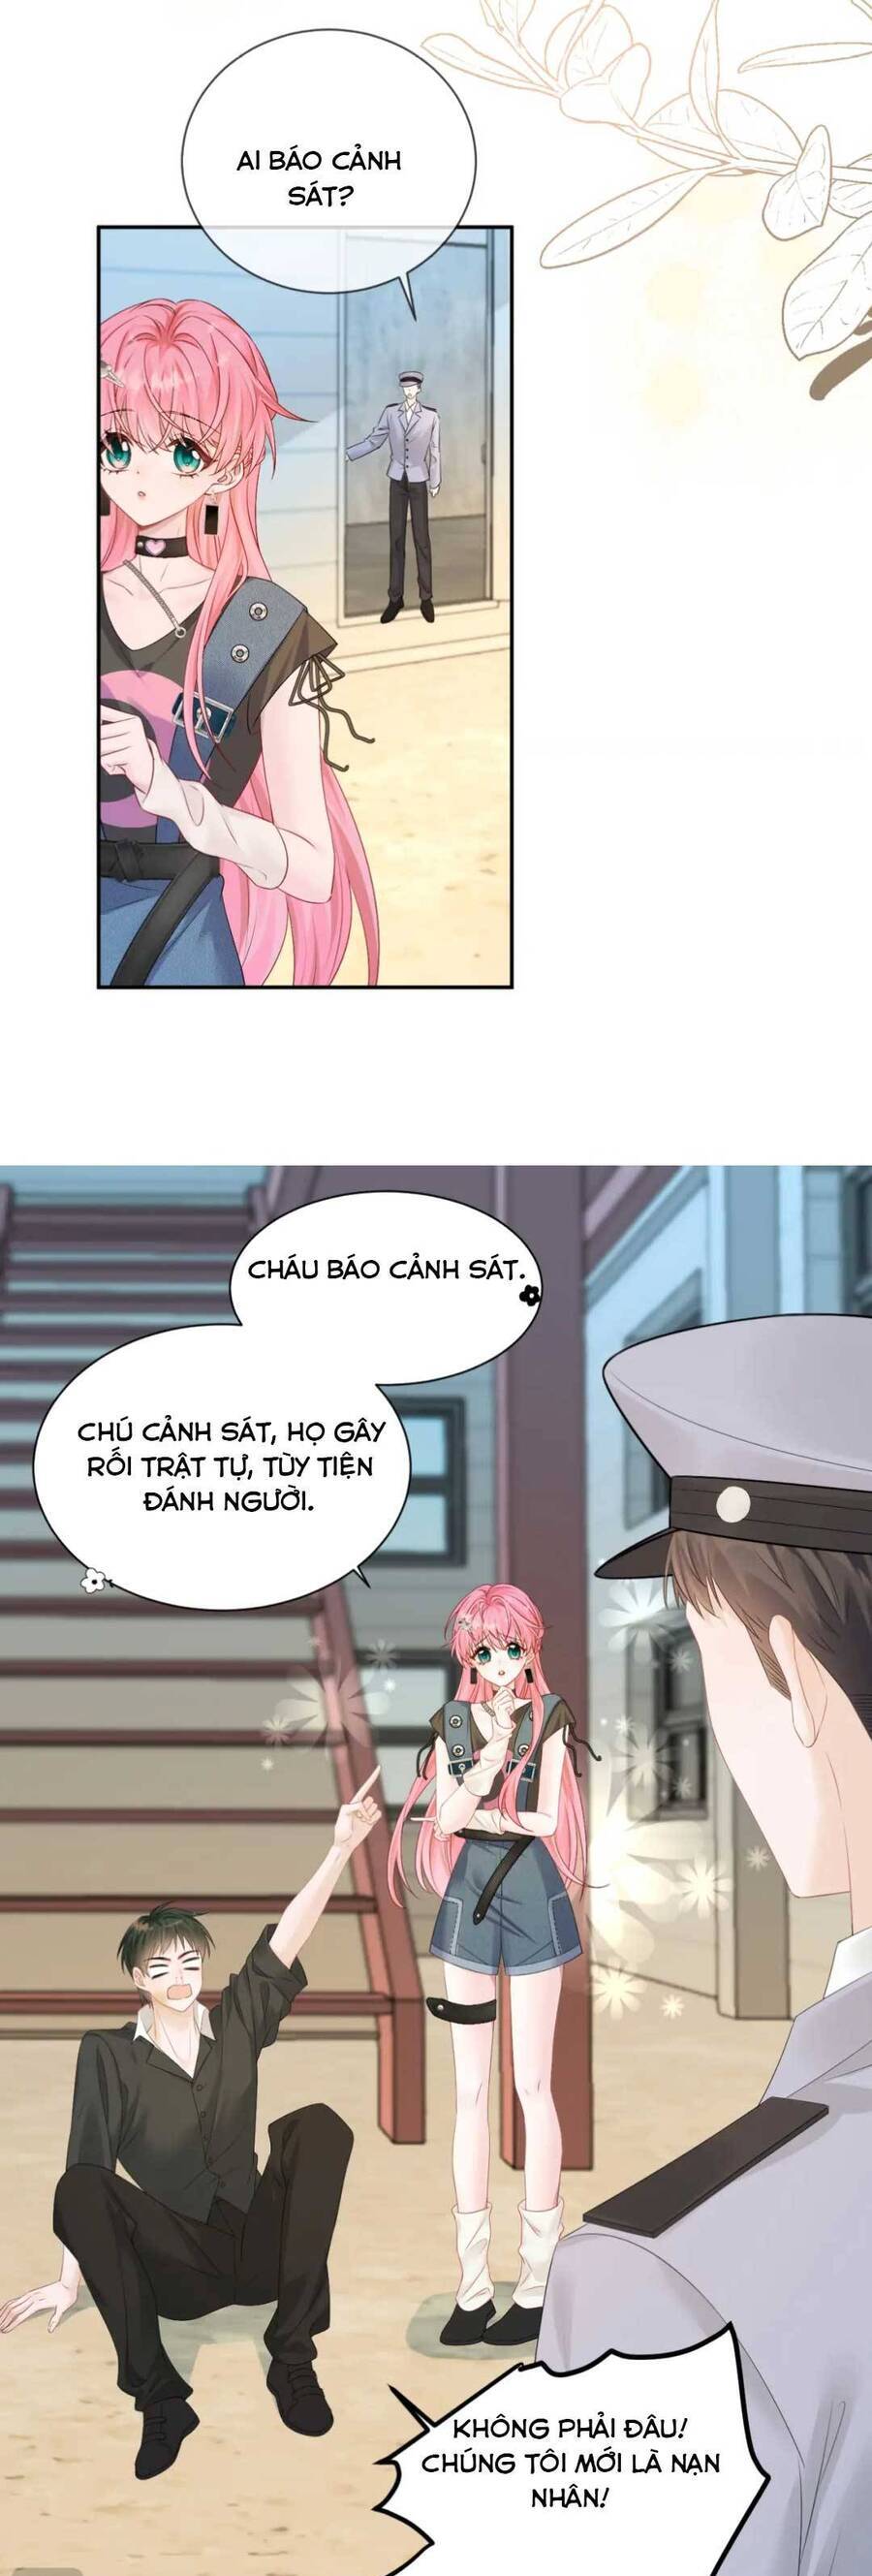 AI BÁO CẢNH
SÁT?
CHÁU BÁO CẢNH SÁT.
CHÚ CẢNH SÁT, HỌ GÂY
RỐI TRẬT TỰ, TÙY TIỆN
ĐÁNH NGƯỜI.
KHÔNG PHẢI ĐÂU!
CHÚNG TÔI MỚI LÀ NẠN
NHÂN!